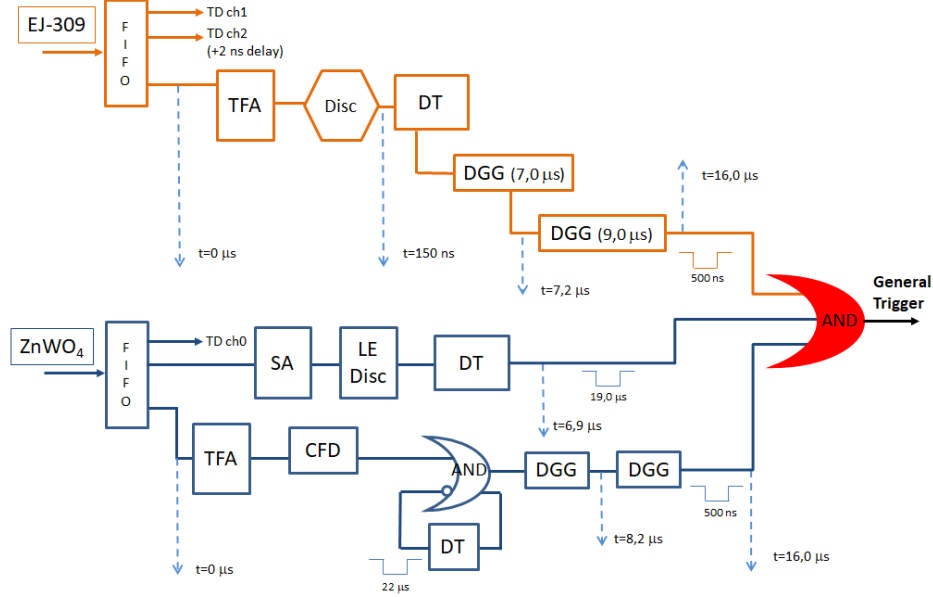 EJ-309
F
I
F
O
TD ch1
TD ch2
(+2 ns delay)
TFA
Disc
DT
DGG (7,0 µs)
DGG (9,0 µs)
t=16,0 µs
t=0 µs
t=150 ns
t=7,2 µs
500 ns
General
Trigger
AND
ZnWO4
F
I
F
O
TD ch0
SA
LE
Disc
DT
19,0 µs
t=6,9 µs
TFA
CFD
AND
DGG
DGG
DT
22 µs
500 ns
t=8,2 µs
t=16,0 µs
t=0 µs